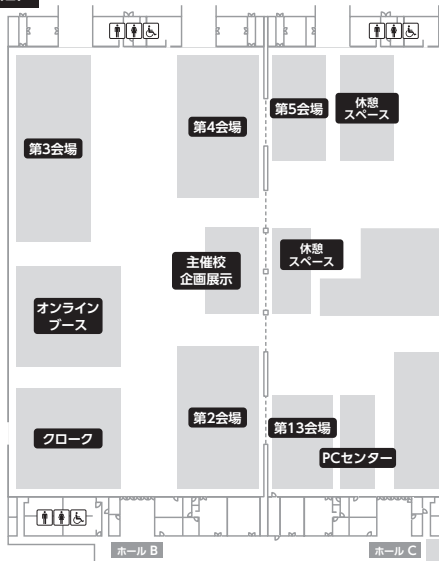 第5会場
休憩
スペース
第4会場
第3会場
主催校
企画展示
休憩
スペース
オンライン
ブース
第2会場
第13会場
クローク
PCセンター
ホール B
ホール C